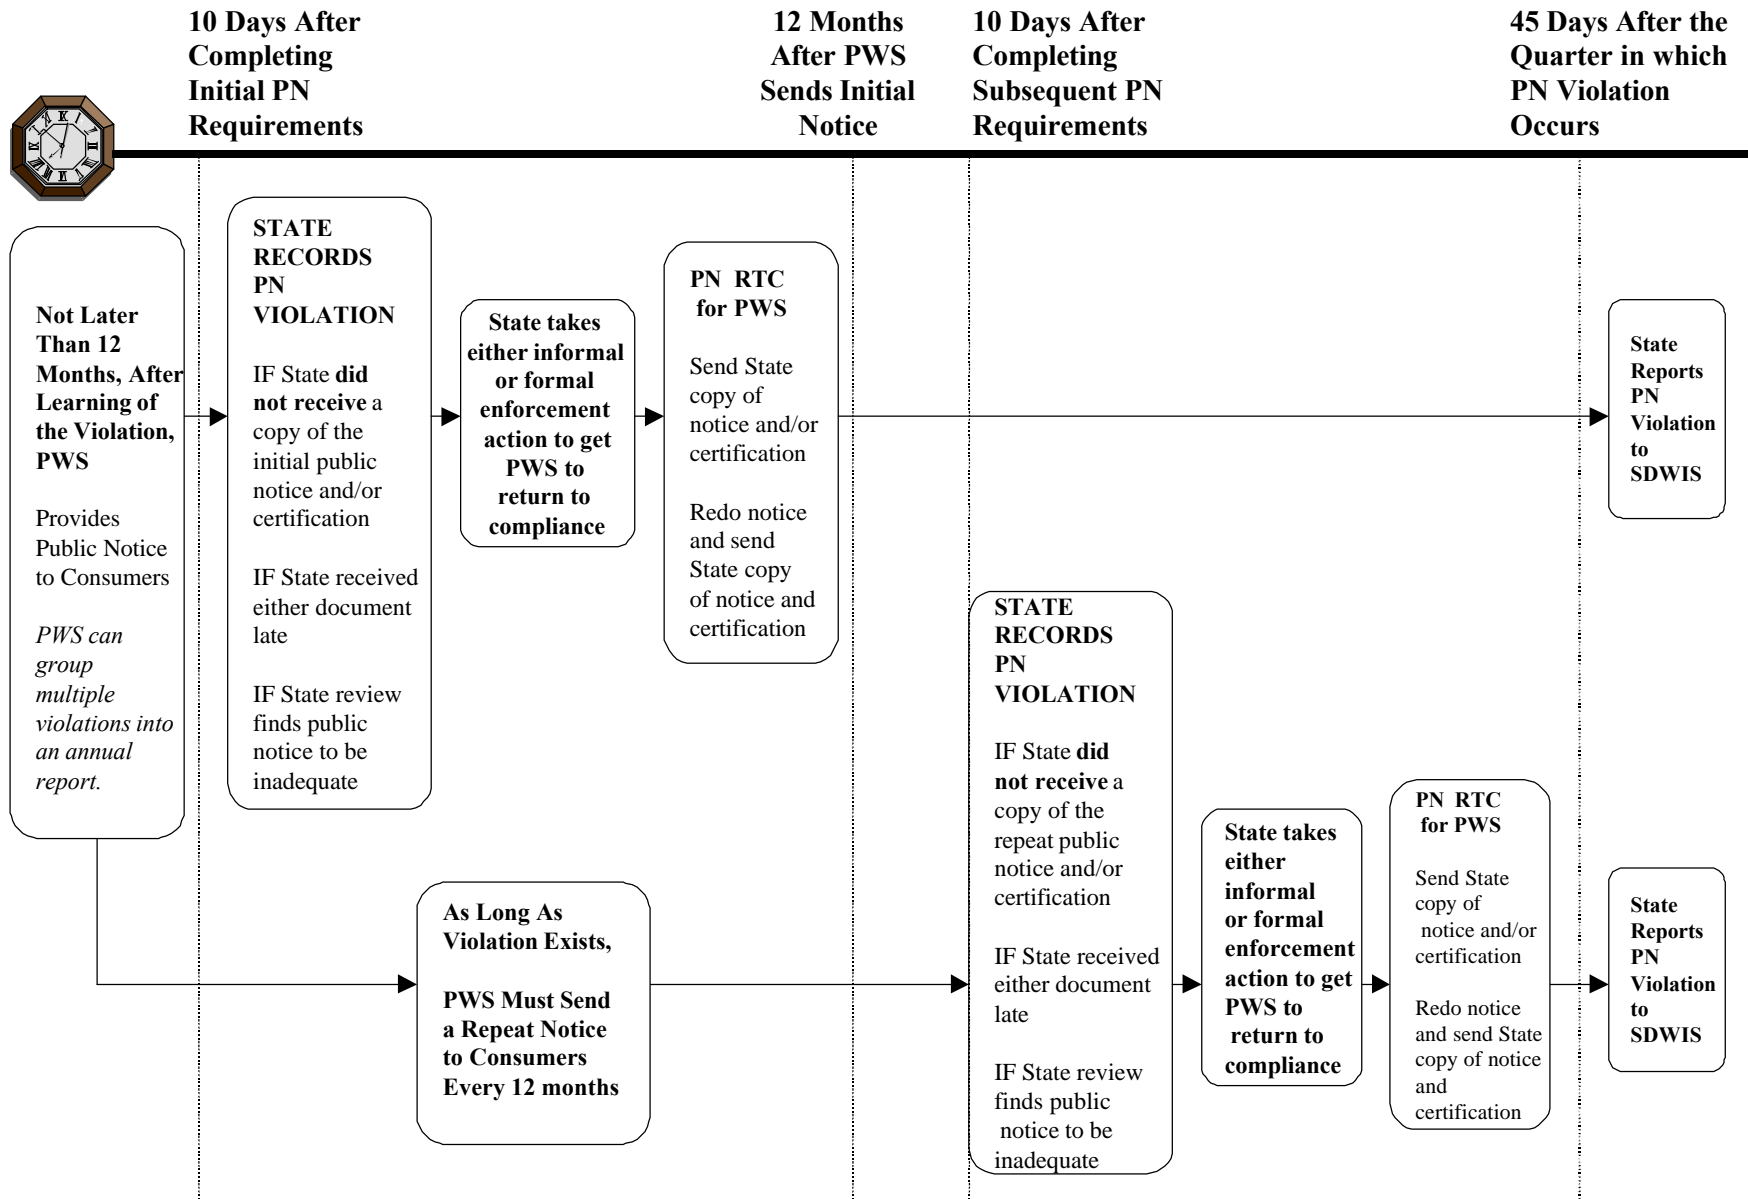 10 Days After
Completing
Initial PN
Requirements
12 Months
After PWS
Sends Initial
Notice
10 Days After
Completing
Subsequent PN
Requirements
45 Days After the
Quarter in which
PN Violation
Occurs
Not Later
Than 12
Months, After
Learning of
the Violation,
PWS
Provides
Public Notice
to Consumers
PWS can
group
multiple
violations into
an annual
report.
STATE
RECORDS
PN
VIOLATION
IF State did
not receive a
copy of the
initial public
notice and/or
certification
IF State received
either document
late
IF State review
finds public
notice to be
inadequate
State takes
either informal
or formal
enforcement
action to get
PWS to
return to
compliance
PN RTC
for PWS
Send State
copy of
notice and/or
certification
Redo notice
and send
State copy
of notice and
certification
State
Reports
PN
Violation
to
SDWIS
As Long As
Violation Exists,
PWS Must Send
a Repeat Notice
to Consumers
Every 12 months
STATE
RECORDS
PN
VIOLATION
IF State did
not receive a
copy of the
repeat public
notice and/or
certification
IF State received
either document
late
IF State review
finds public
notice to be
inadequate
State takes
either
informal
or formal
enforcement
action to get
PWS to
return to
compliance
PN RTC
for PWS
Send State
copy of
notice and/or
certification
Redo notice
and send State
copy of notice
and
certification
State
Reports
PN
Violation
to
SDWIS